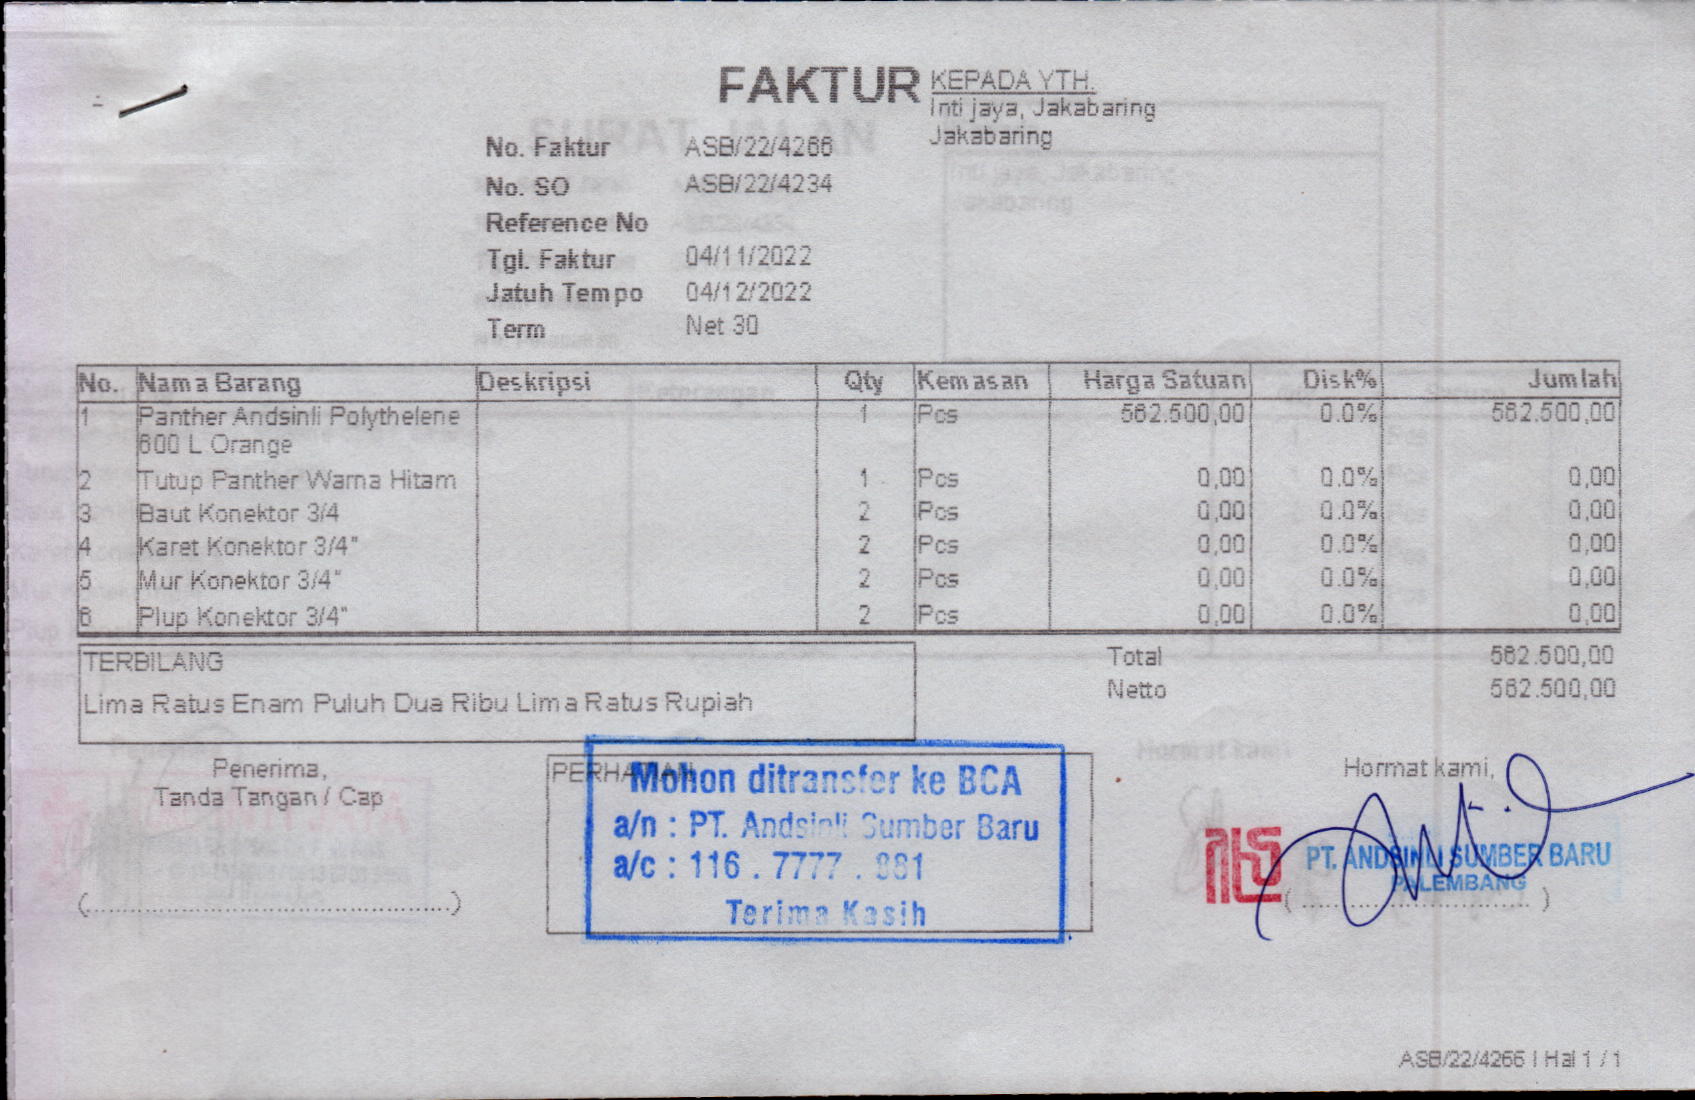 FAKTUR
KEPADA YTH.
Inti jaya, Jakabaring
Jakabaring
No. Faktur ASB/22/4266
No. SO ASB/22/4234
Reference No
Tgl. Faktur 04/11/2022
Jatuh Tempo 04/12/2022
Term Net 30
No. Nama Barang Deskripsi Qty Kemasan Harga Satuan Disk% Jumlah
1 Panther Andsinli Polythelene 1 Pcs 562.500,00 0.0% 562.500,00
600 L Orange
2 Tutup Panther Warna Hitam 1 Pcs 0,00 0.0% 0,00
3 Baut Konektor 3/4 2 Pcs 0,00 0.0% 0,00
4 Karet Konektor 3/4" 2 Pcs 0,00 0.0% 0,00
5 Mur Konektor 3/4" 2 Pcs 0,00 0.0% 0,00
6 Plup Konektor 3/4" 2 Pcs 0,00 0.0% 0,00
TERBILANG
Lima Ratus Enam Puluh Dua Ribu Lima Ratus Rupiah
Total 562.500,00
Netto 562.500,00
Penerima,
Tanda Tangan / Cap
(..................................................)
PERHATIAN
Mohon ditransfer ke BCA
a/n : PT. Andsinli Sumber Baru
a/c : 116 . 7777 . 881
Terima Kasih
Hormat kami,
PT. ANDSINLI SUMBER BARU
PALEMBANG
(..................................)
ASB/22/4266 | Hal 1 / 1